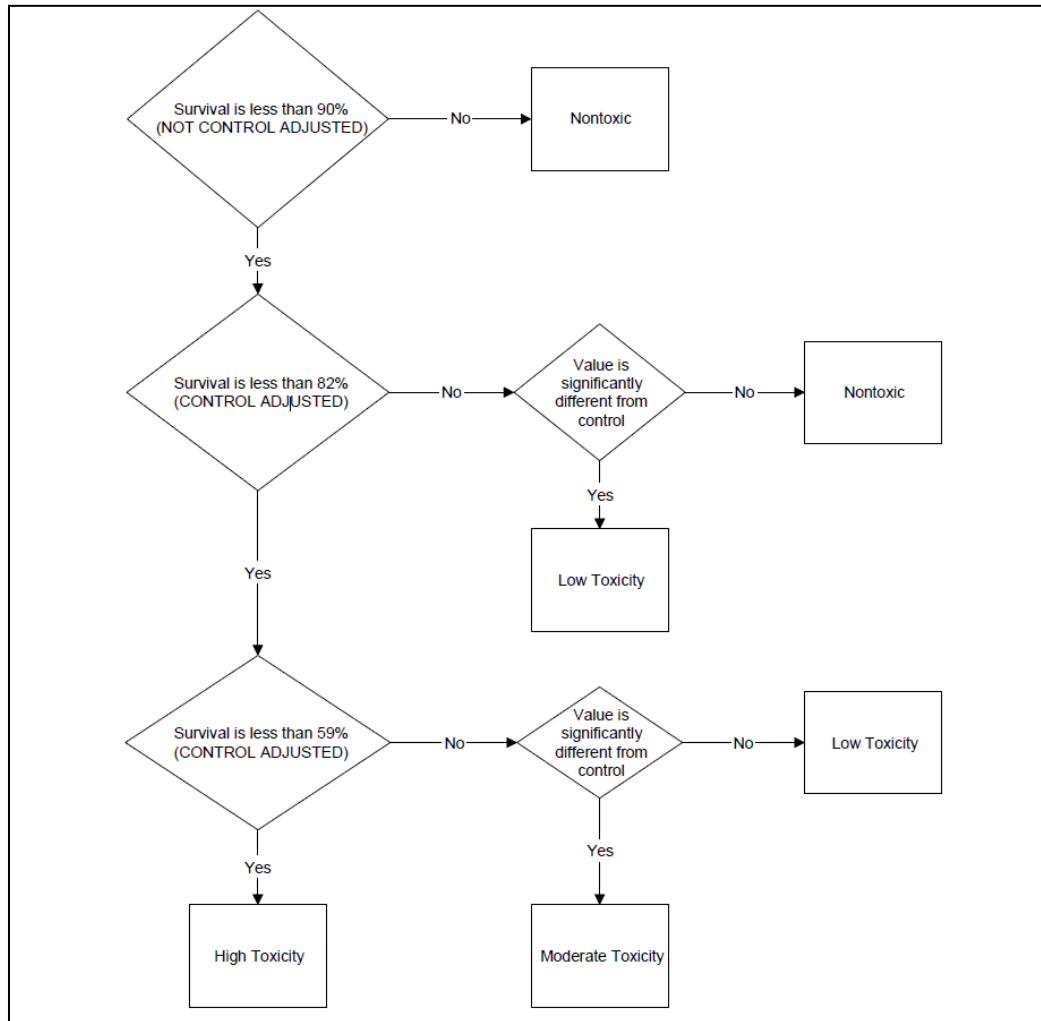 Survival is less than 90%
(NOT CONTROL ADJUSTED)
No
Nontoxic
Yes
Survival is less than 82%
(CONTROL ADJUSTED)
No
Value is
significantly
different from
control
No
Nontoxic
Yes
Low Toxicity
Yes
Survival is less than 59%
(CONTROL ADJUSTED)
No
Value is
significantly
different from
control
No
Low Toxicity
Yes
Yes
High Toxicity
Moderate Toxicity